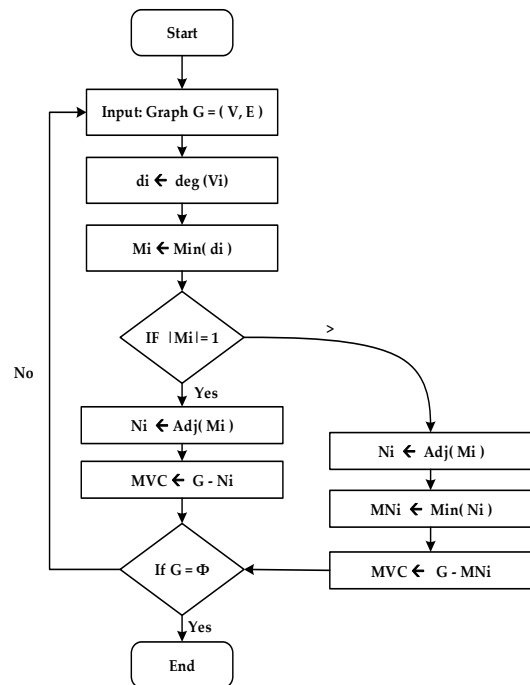 Start
Input: Graph G = ( V, E )
di ← deg (Vi)
Mi ← Min( di )
IF |Mi|= 1
>
No
Yes
Ni ← Adj( Mi )
MVC ← G - Ni
Ni ← Adj( Mi )
MNi ← Min( Ni )
MVC ← G - MNi
If G = Φ
Yes
End